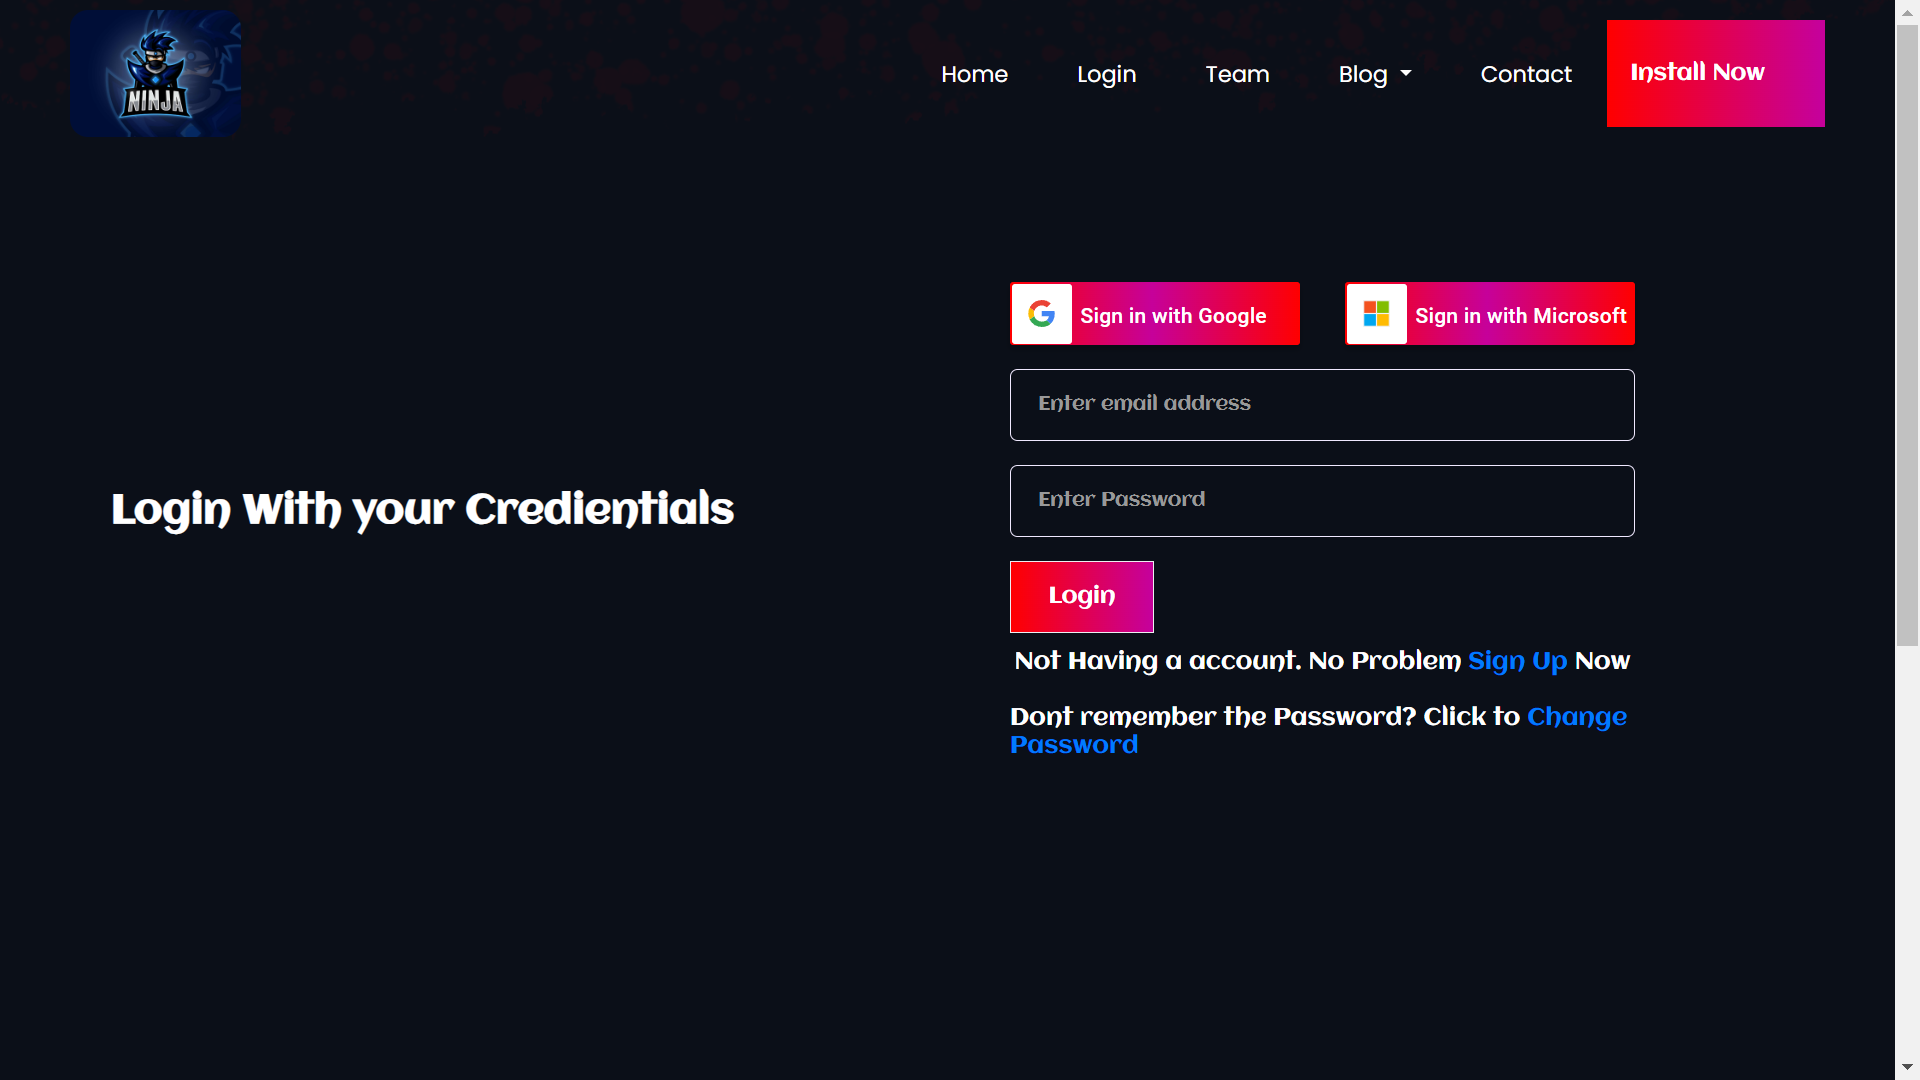 NINJA
Home Login Team Blog Contact Install Now
Sign in with Google Sign in with Microsoft
Enter email address
Enter Password
Login With your Credientials
Login
Not Having a account. No Problem Sign Up Now
Dont remember the Password? Click to Change
Password